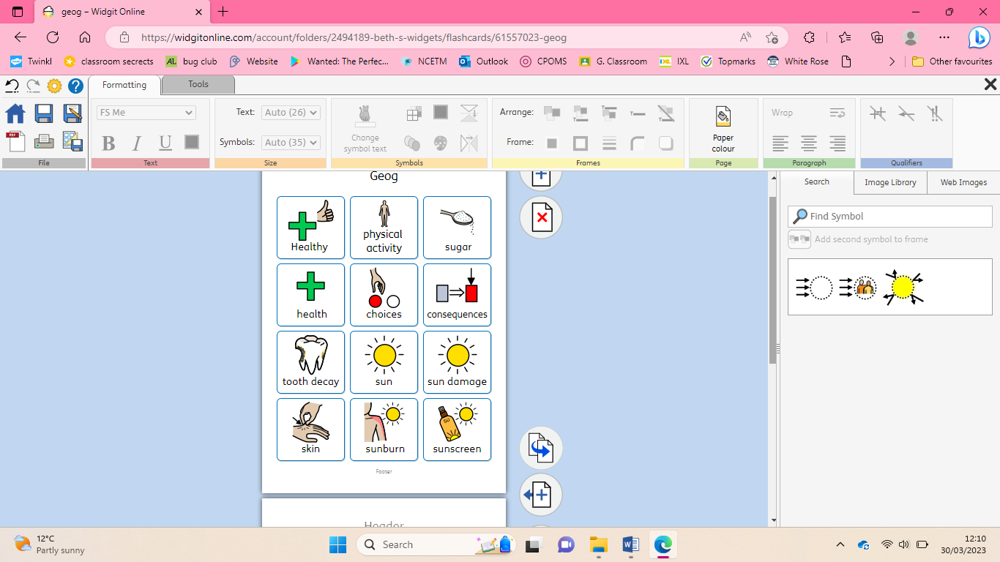 geog – Widgit Online
https://widgitonline.com/account/folders/2494189-beth-s-widgets/flashcards/61557023-geog
Twinkl classroom secrects AL bug club Website Wanted: The Perfec... NCETM Outlook CPOMS G. Classroom IXL IXL Topmarks White Rose Other favourites
Formatting Tools
FS Me Text: Auto (26) Arrange: Wrap
B I U Symbols: Auto (35) Change symbol text Frame: Paper colour
PDF
File Text Size Symbols Frames Page Paragraph Qualifiers
Geog
Healthy physical activity sugar
health choices consequences
tooth decay sun sun damage
skin sunburn sunscreen
Footer
Header
Search Image Library Web Images
Find Symbol
Add second symbol to frame
12°C
Partly sunny
Search
12:10
30/03/2023